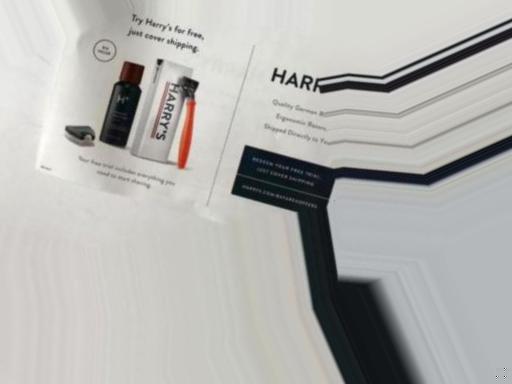 Try Harry's for free,
just cover shipping.
HARRY'S
Your free trial includes everything you
need to start shaving.
HARR
Quality German
Ergonomic Razors,
Shipped Directly to You
REDEEM YOUR FREE TRIAL,
JUST COVER SHIPPING